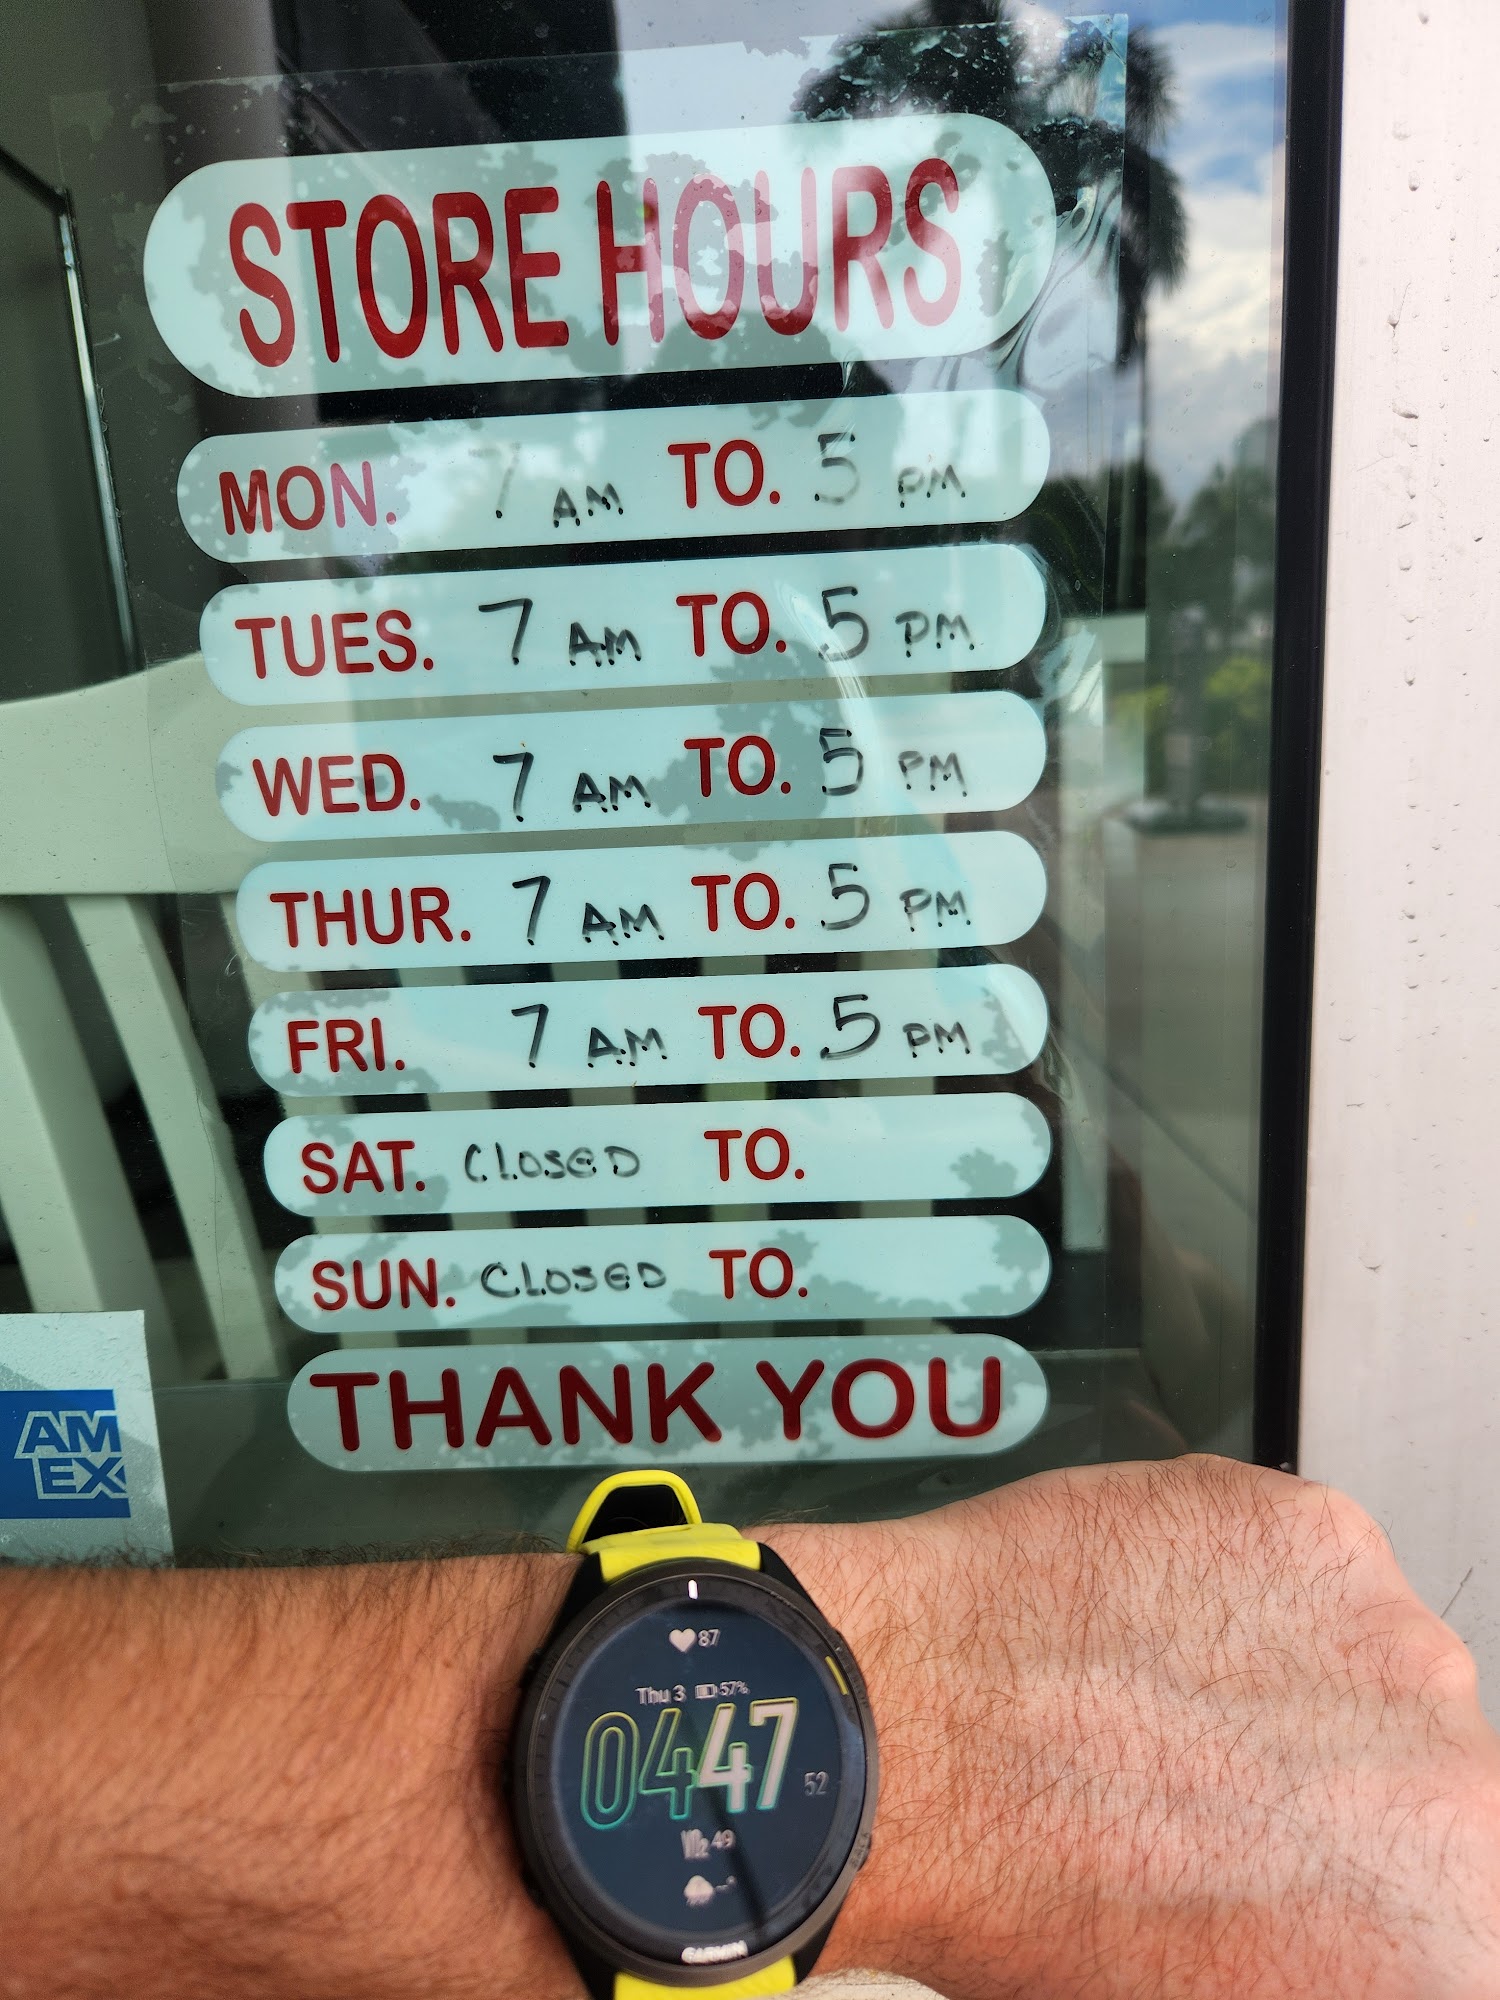 STORE HOURS
MON. 7 AM TO. 5 PM
TUES. 7 AM TO. 5 PM
WED. 7 AM TO. 5 PM
THUR. 7 AM TO. 5 PM
FRI. 7 AM TO. 5 PM
SAT. CLOSED TO.
SUN. CLOSED TO.
THANK YOU
AM
EX
87
Thu 3 57%
0447 52
49
GARMIN